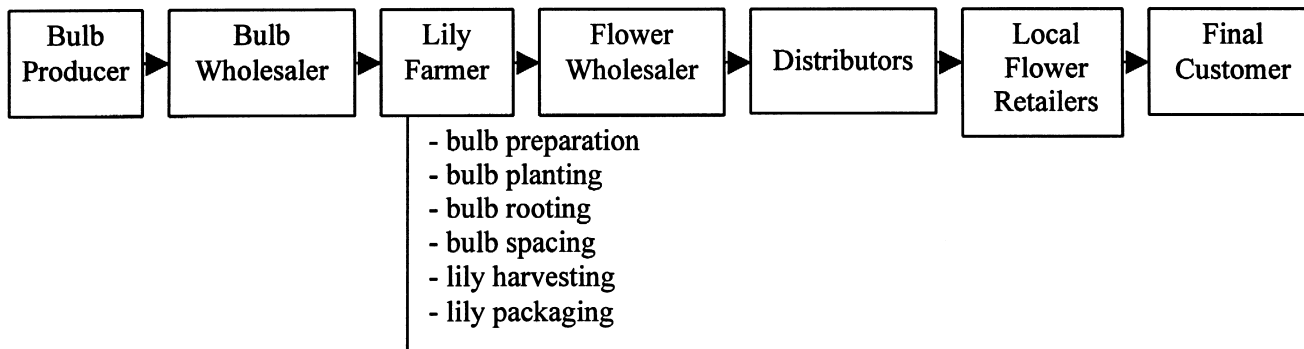 Bulb
Producer
Bulb
Wholesaler
Lily
Farmer
Flower
Wholesaler
Distributors
Local
Flower
Retailers
Final
Customer
- bulb preparation
- bulb planting
- bulb rooting
- bulb spacing
- lily harvesting
- lily packaging